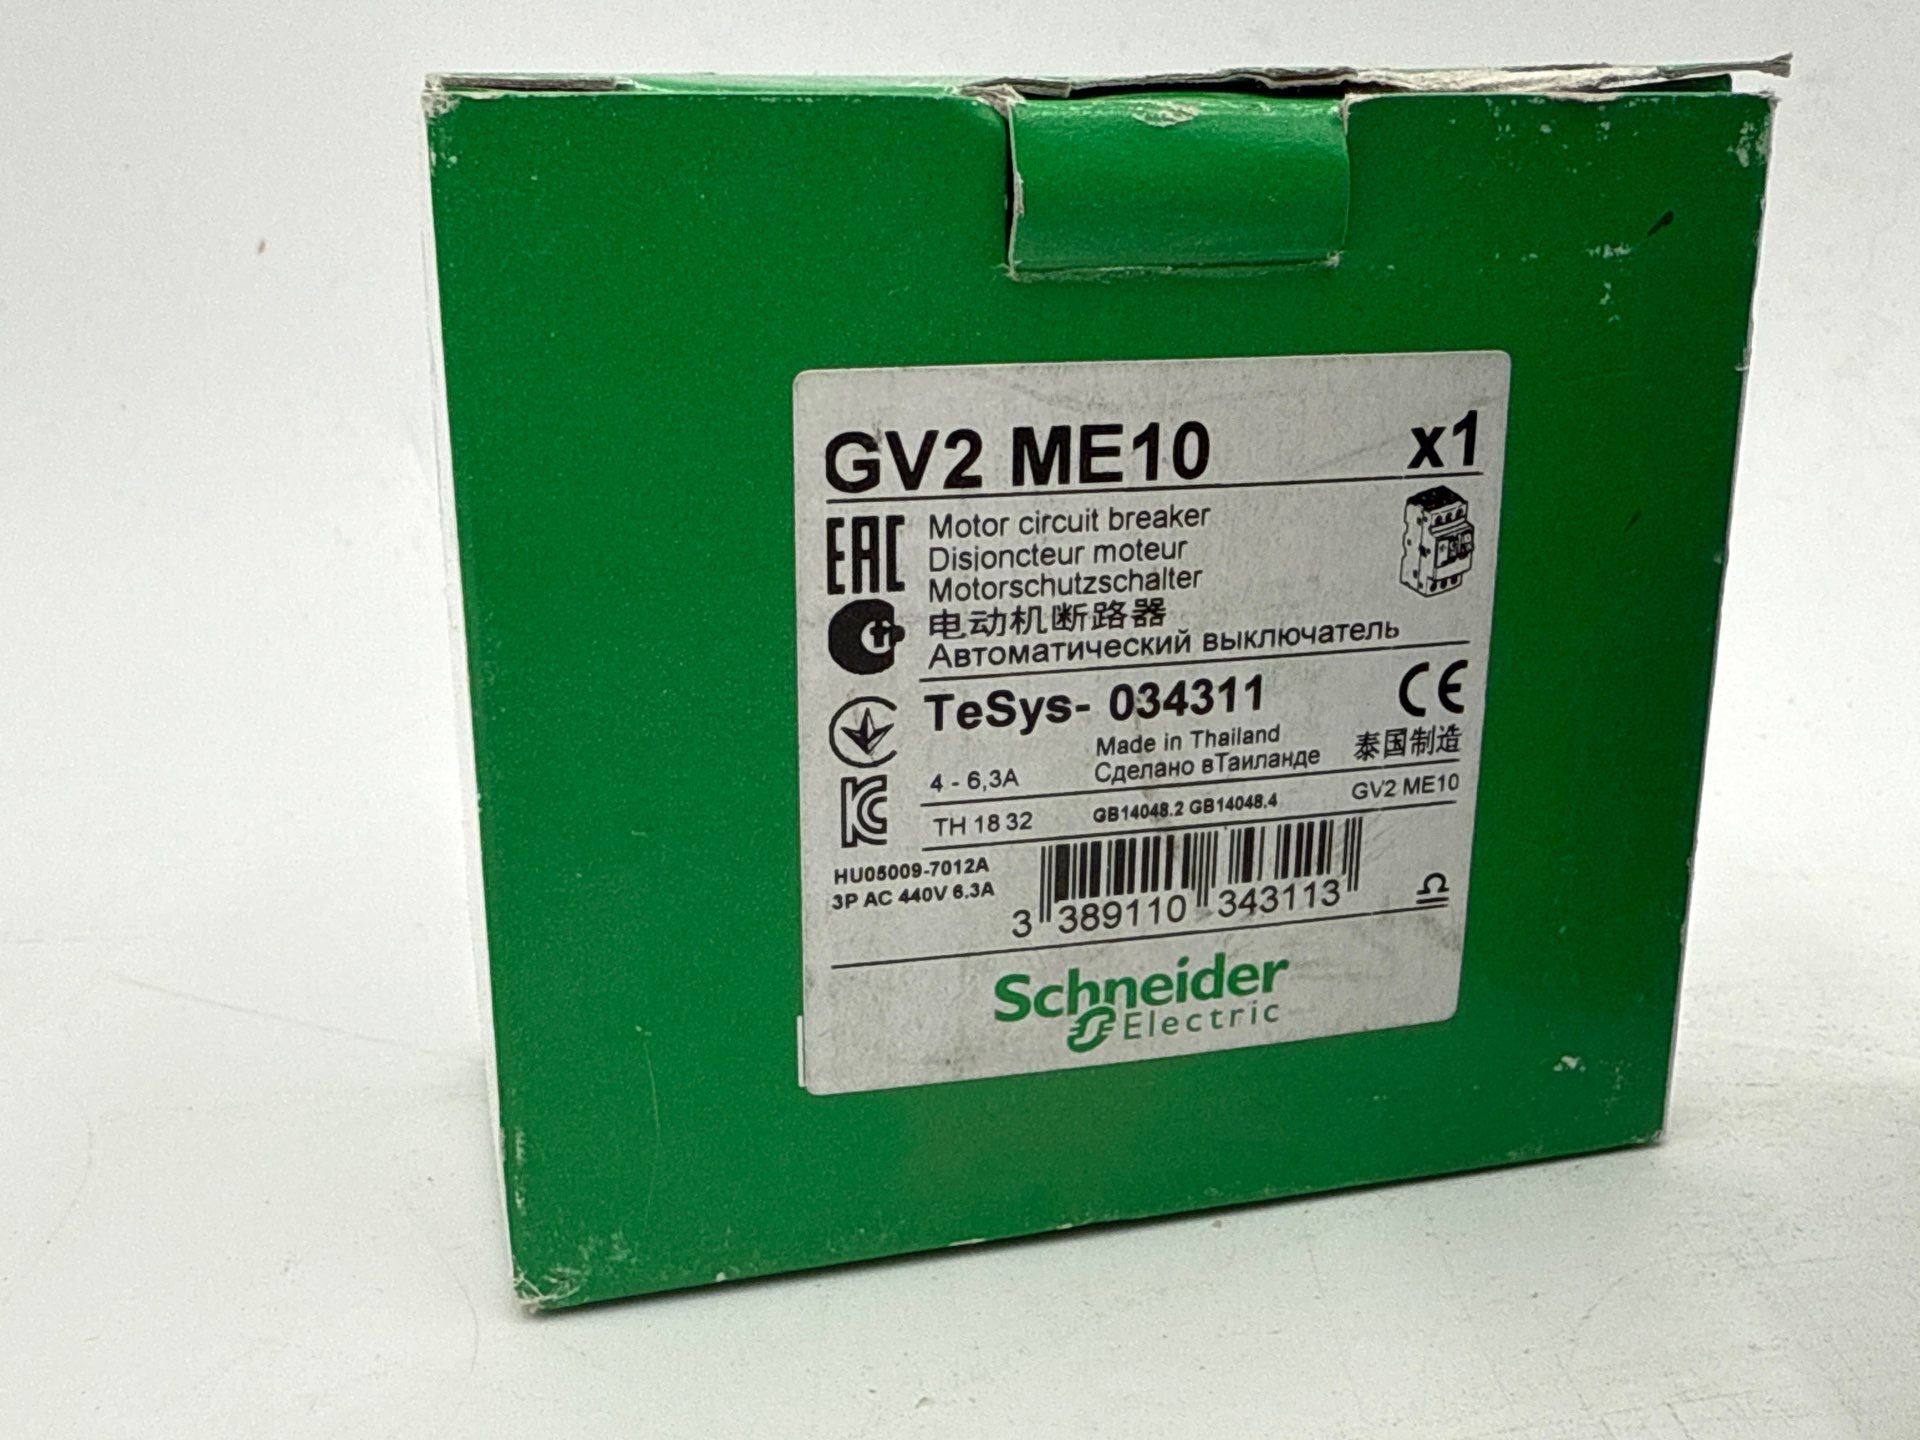 GV2 ME10 x1
EAC
Motor circuit breaker
Disjoncteur moteur
Motorschutzschalter
电动机断路器
Автоматический выключатель
TeSys- 034311 CE
Made in Thailand
4 - 6,3A Сделано вТаиланде 泰国制造
TH 18 32 GB14048.2 GB14048.4 GV2 ME10
HU05009-7012A
3P AC 440V 6.3A
3 389110 343113
Schneider
Electric